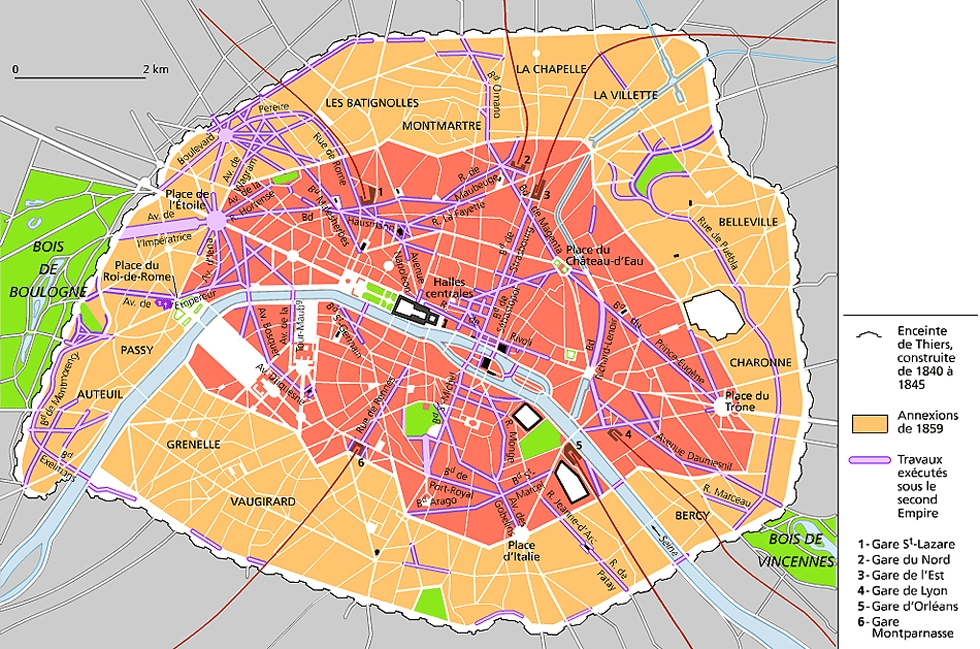 0
2 km
LA CHAPELLE
LA VILLETTE
LES BATIGNOLLES
MONTMARTRE
Bd Ornano
Pereire
Boulevard
Rue de Rome
Av. de
Wagram
Av. de la
R. Hortense
Place de
l'Étoile
Av. de
l'Impératrice
Av. d'Iéna
Bd
Malesherbes
Bd
Haussmann
R. de
Maubeuge
R. La Fayette
1
2
3
Bd de Magenta
Bd de
Strasbourg
Place du
Château-d'Eau
BELLEVILLE
Rue de Puebla
BOIS
DE
BOULOGNE
Place du
Roi-de-Rome
Av. de
l'Empereur
Avenue
Napoléon
Halles
centrales
Bd de
Sébastopol
Rivoli
Bd du
Prince-Eugène
Bd
Richard-Lenoir
CHARONNE
Place du
Trône
PASSY
AUTEUIL
Bd de Montmorency
Bd
Exelmans
GRENELLE
VAUGIRARD
Av. Bosquet
Av. de la
Tour-Maub
Av. Duquesne
Bd St-Germain
Rue de Rennes
Bd St-Michel
R. Monge
6
5
4
Avenue Daumesnil
R. Marceau
BERCY
BOIS DE
VINCENNES
Bd de
Port-Royal
Bd Arago
Bd St-
Marcel
Av. des
Gobelins
R. Jeanne-d'Arc
Place
d'Italie
R. de
Patay
Seine
Enceinte
de Thiers,
construite
de 1840 à
1845
Annexions
de 1859
Travaux
exécutés
sous le
second
Empire
1- Gare St-Lazare
2- Gare du Nord
3- Gare de l'Est
4- Gare de Lyon
5- Gare d'Orléans
6- Gare
Montparnasse